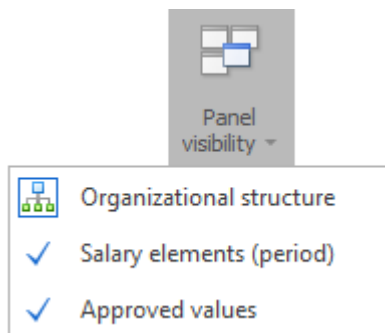 Panel
visibility
Organizational structure
Salary elements (period)
Approved values